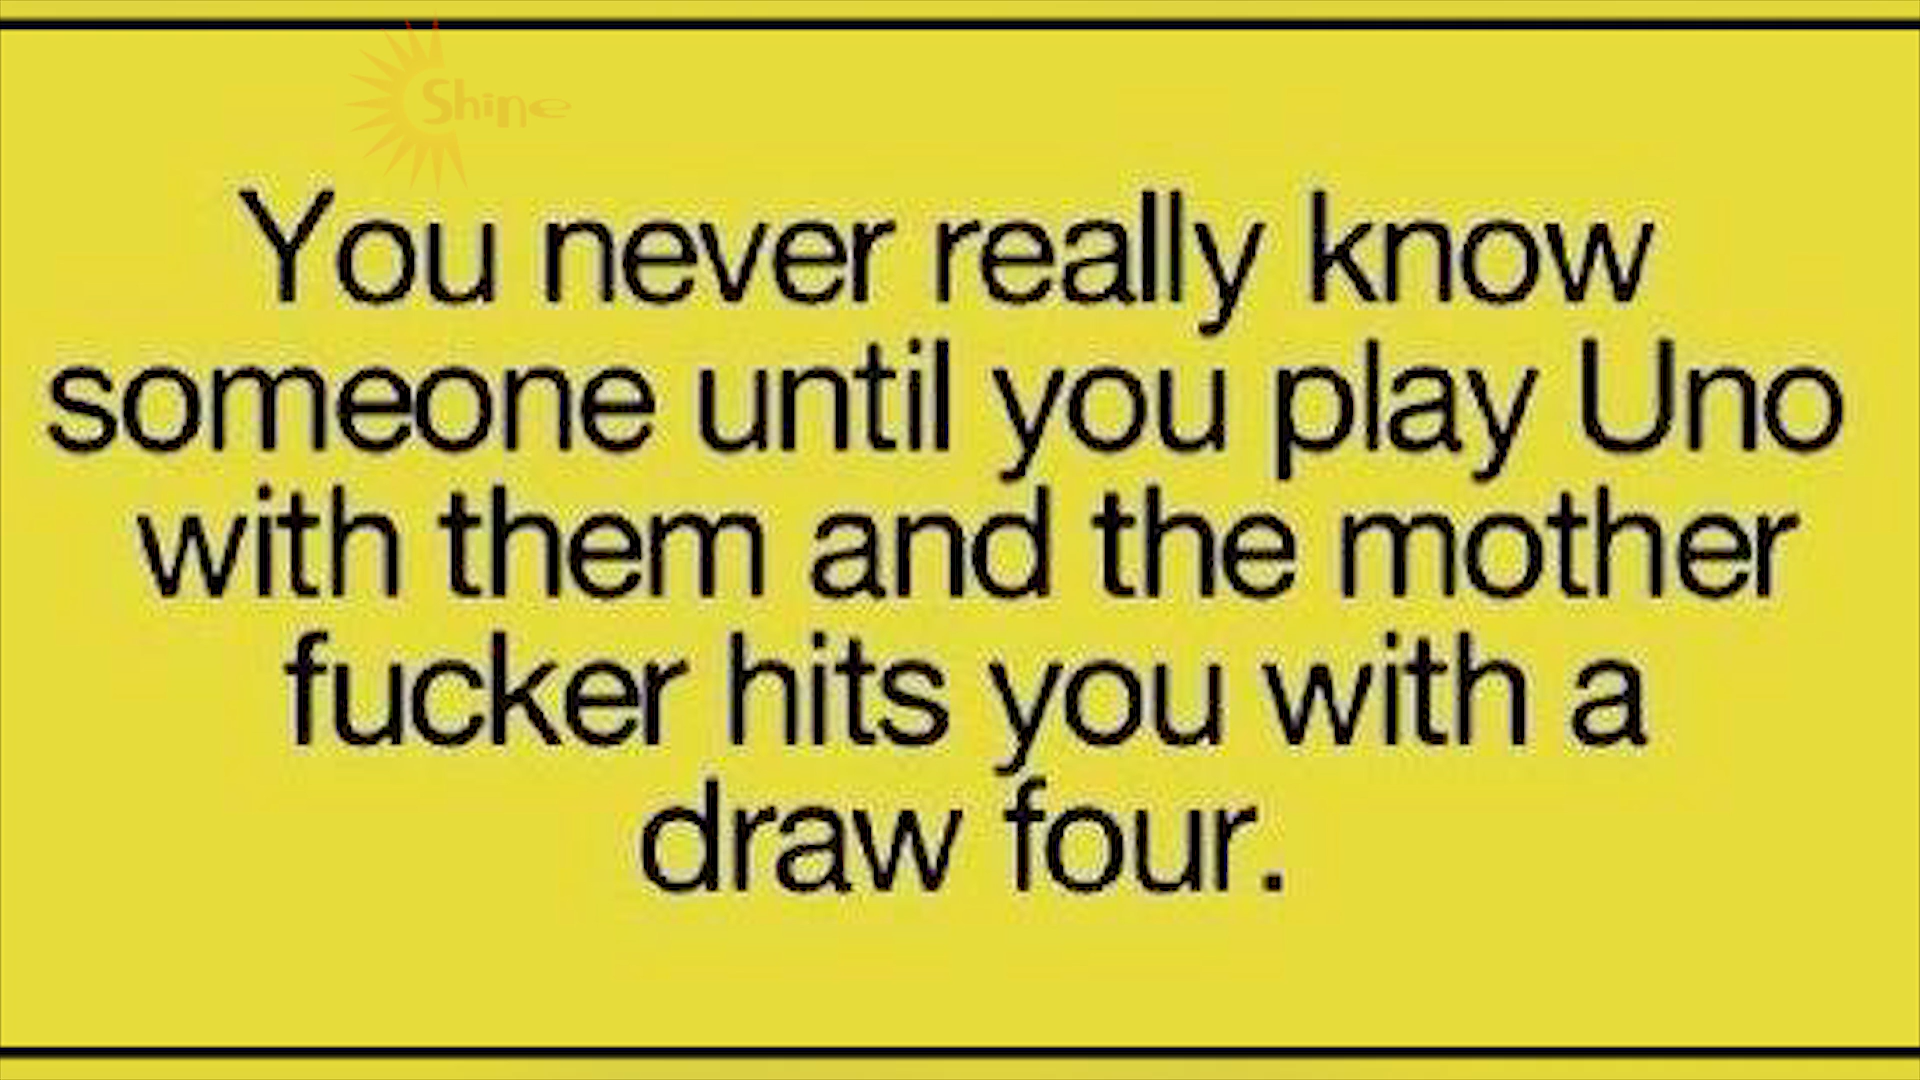 Shine
You never really know
someone until you play Uno
with them and the mother
fucker hits you with a
draw four.